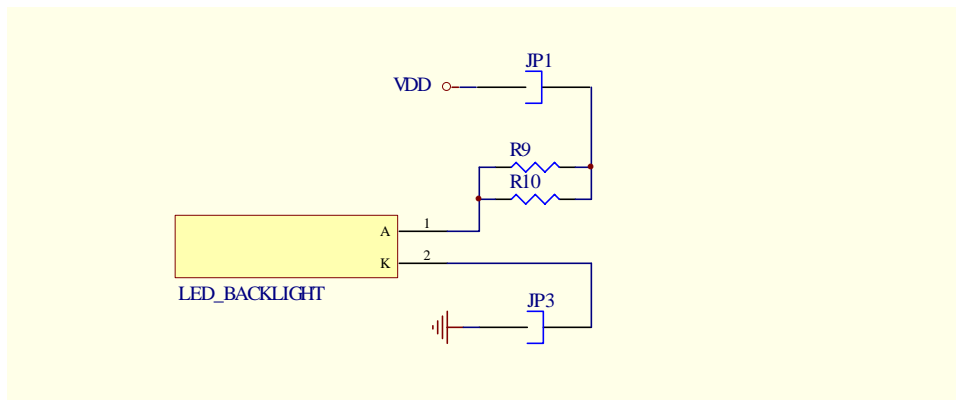 JP1
VDD
R9
R10
A 1
K 2
LED_BACKLIGHT
JP3